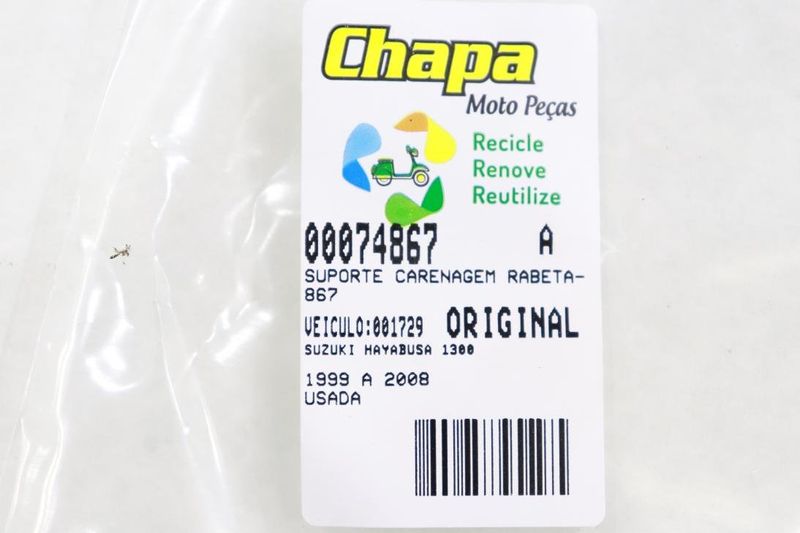 Chapa
Moto Peças
Recicle
Renove
Reutilize
00074867 A
SUPORTE CARENAGEM RABETA-
867
VEICULO:001729 ORIGINAL
SUZUKI HAYABUSA 1300
1999 A 2008
USADA